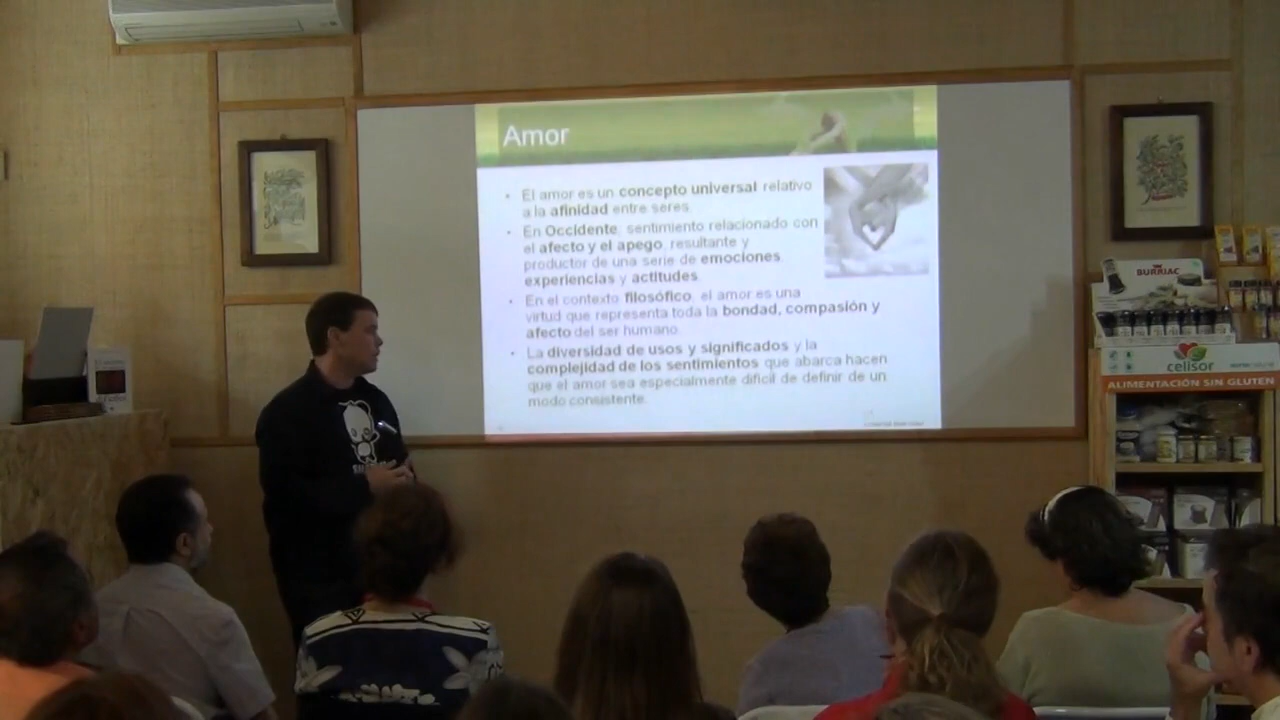 Amor
• El amor es un concepto universal relativo
a la afinidad entre seres.
• En Occidente, sentimiento relacionado con
el afecto y el apego, resultante y
productor de una serie de emociones,
experiencias y actitudes.
• En el contexto filosófico, el amor es una
virtud que representa toda la bondad, compasión y
afecto del ser humano.
• La diversidad de usos y significados y la
complejidad de los sentimientos que abarca hacen
que el amor sea especialmente difícil de definir de un
modo consistente.
BURRIAC
celisor
ALIMENTACIÓN SIN GLUTEN